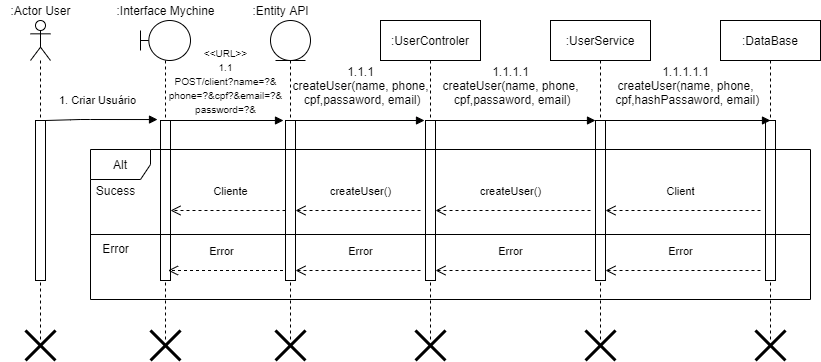 :Actor User
:Interface Mychine
:Entity API
:UserControler
:UserService
:DataBase
<<URL>>
1.1
POST/client?name=?&
phone=?&cpf?&email=?&
password=?&
1. Criar Usuário
1.1.1
createUser(name, phone,
cpf,passaword, email)
1.1.1.1
createUser(name, phone,
cpf,password, email)
1.1.1.1.1
createUser(name, phone,
cpf,hashPassaword, email)
Alt
Sucess
Cliente
createUser()
createUser()
Client
Error
Error
Error
Error
Error